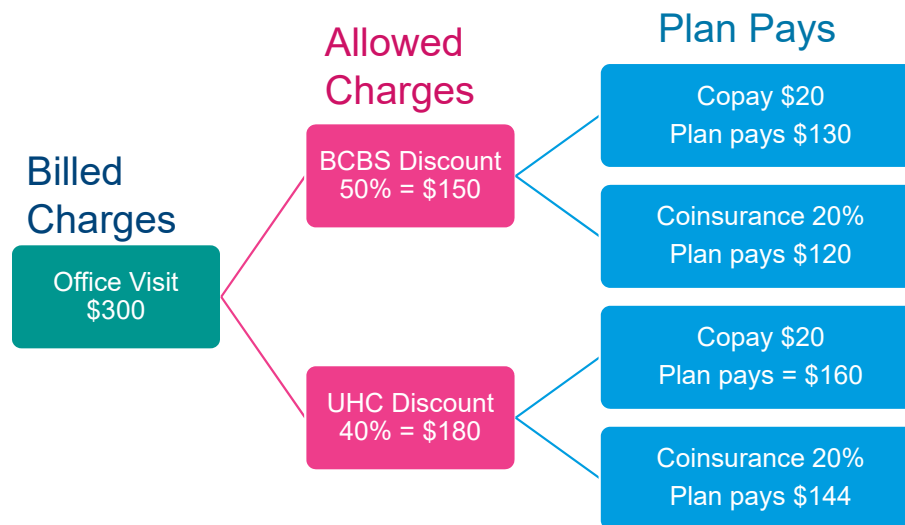 Billed
Charges
Office Visit
$300
Allowed
Charges
BCBS Discount
50% = $150
UHC Discount
40% = $180
Plan Pays
Copay $20
Plan pays $130
Coinsurance 20%
Plan pays $120
Copay $20
Plan pays = $160
Coinsurance 20%
Plan pays $144